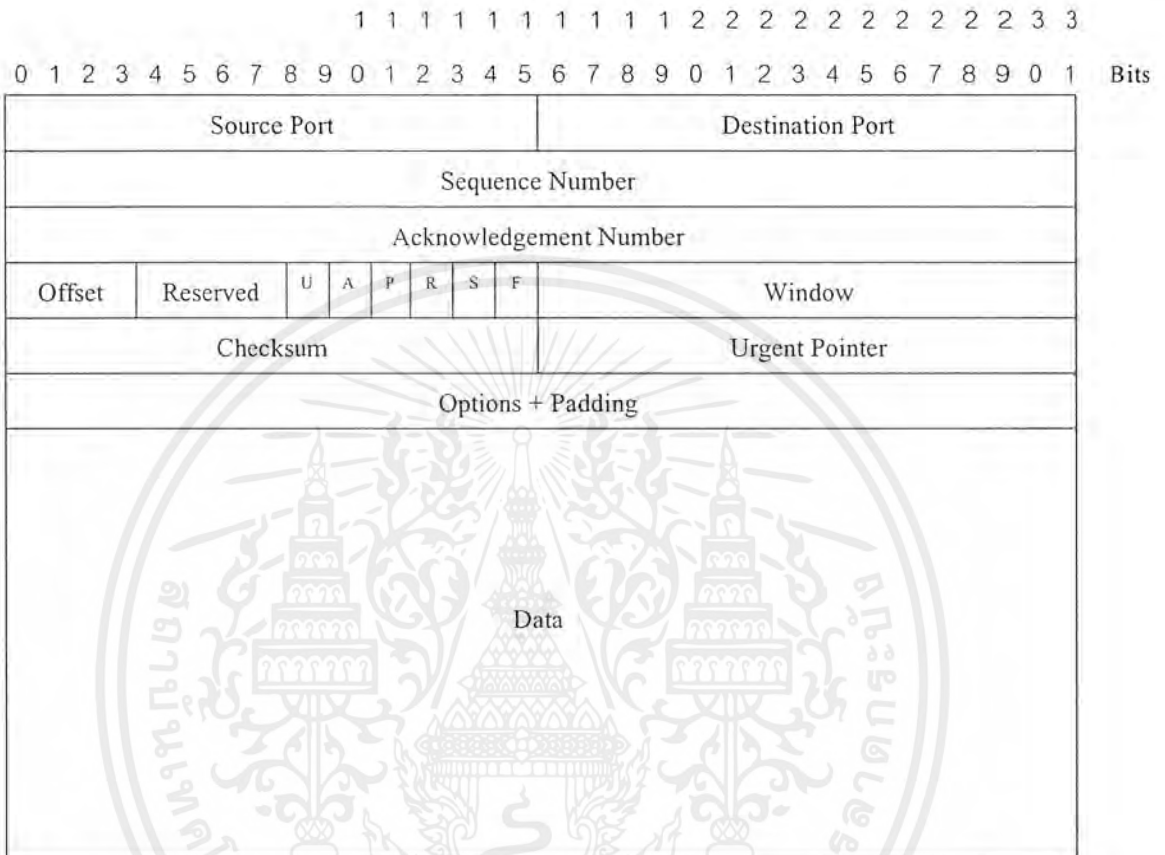 1 1 1 1 1 1 1 1 1 1 2 2 2 2 2 2 2 2 2 2 3 3
0 1 2 3 4 5 6 7 8 9 0 1 2 3 4 5 6 7 8 9 0 1 2 3 4 5 6 7 8 9 0 1 Bits
Source Port Destination Port
Sequence Number
Acknowledgement Number
Offset Reserved U A P R S F Window
Checksum Urgent Pointer
Options + Padding
Data